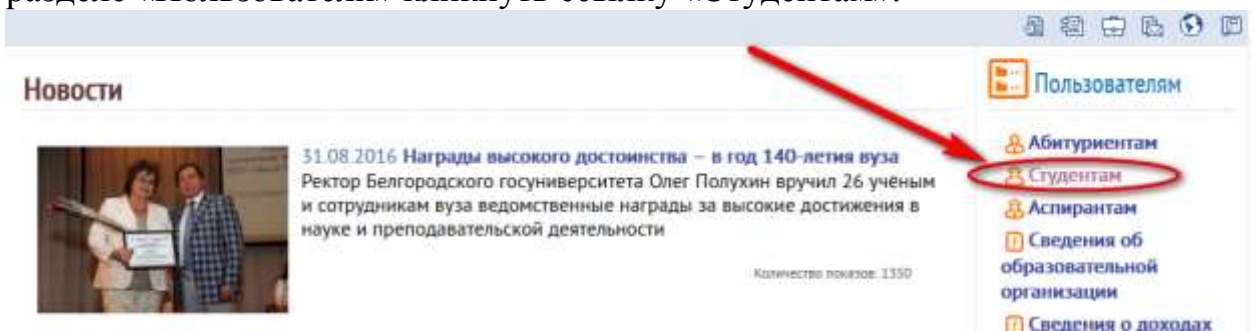 разделе «Пользователям» кликнуть ссылку «Студентам».
Новости
31.08.2016 Награды высокого достоинства – в год 140-летия вуза
Ректор Белгородского госуниверситета Олег Полухин вручил 26 учёным
и сотрудникам вуза ведомственные награды за высокие достижения в
науке и преподавательской деятельности
Количество показов: 1350
Пользователям
Абитуриентам
Студентам
Аспирантам
Сведения об
образовательной
организации
Сведения о доходах